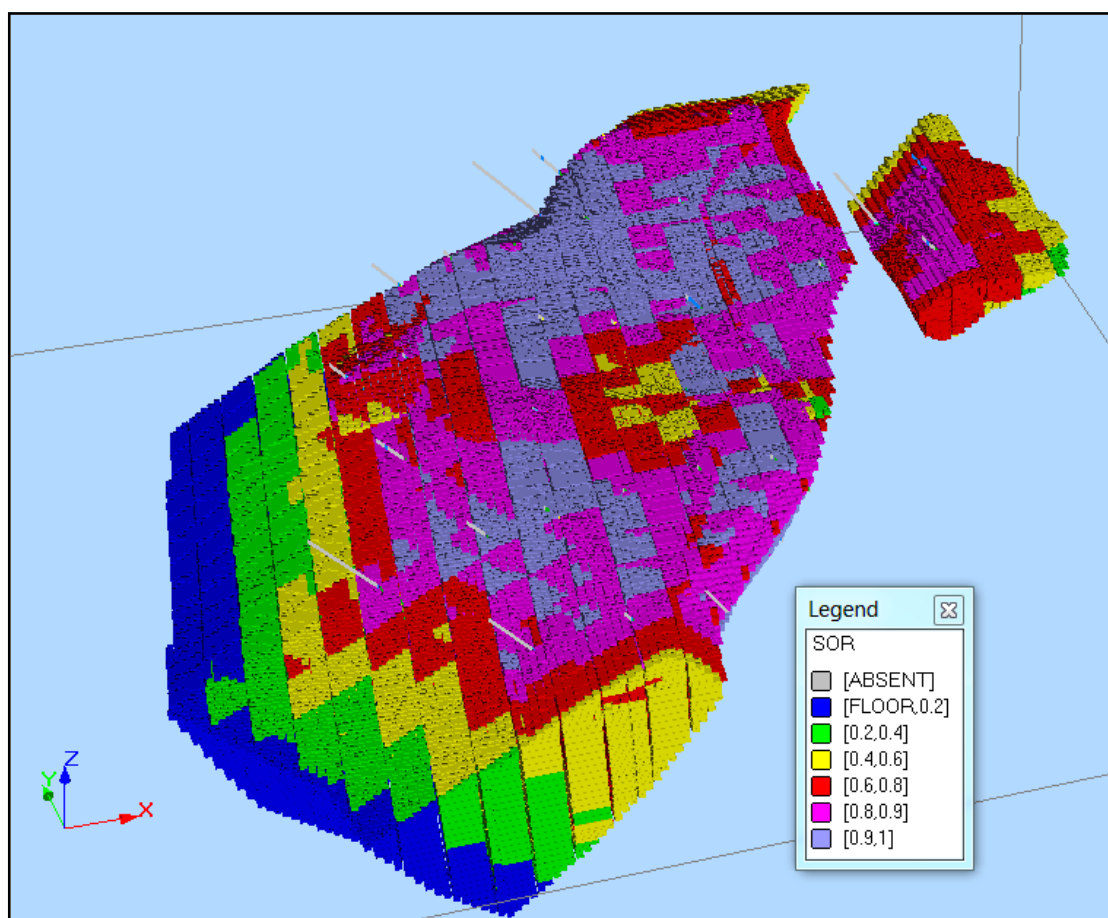 Legend
SOR
[ABSENT]
[FLOOR,0.2]
[0.2,0.4]
[0.4,0.6]
[0.6,0.8]
[0.8,0.9]
[0.9,1]
Z
Y
X